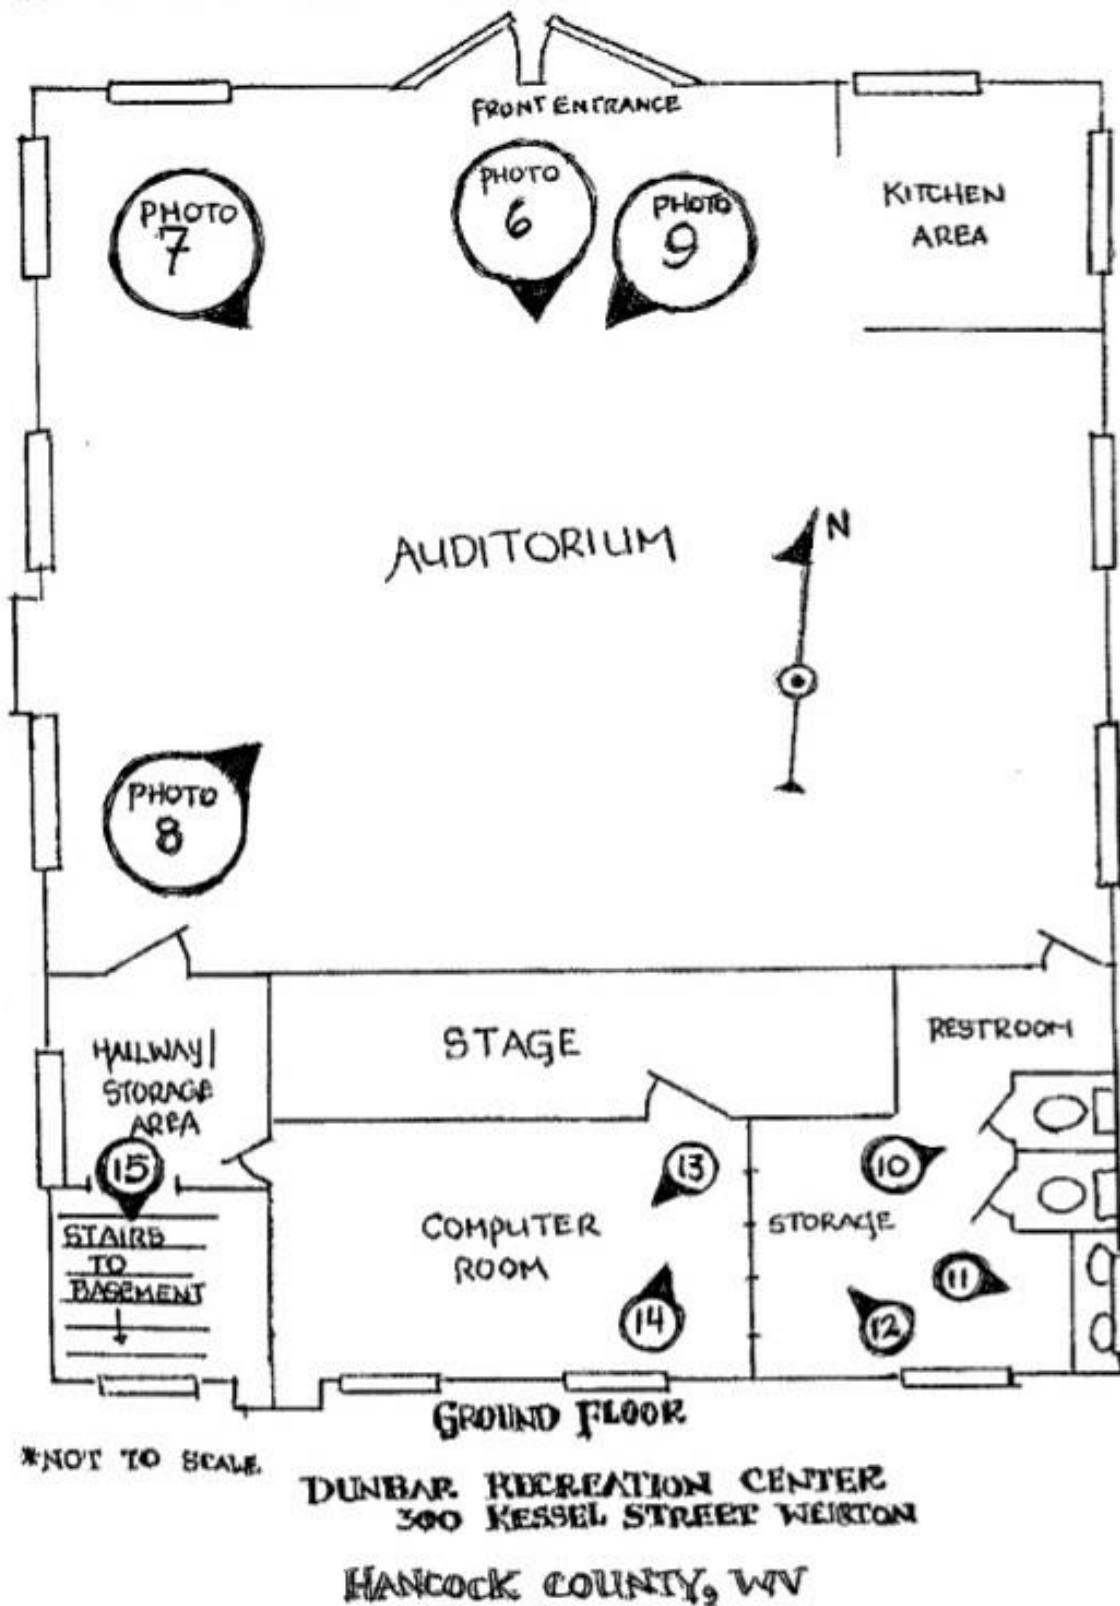 FRONT ENTRANCE
PHOTO
7
PHOTO
6
PHOTO
9
KITCHEN
AREA
AUDITORIUM
N
PHOTO
8
HALLWAY/
STORAGE
AREA
STAGE
RESTROOM
15
13
10
COMPUTER
ROOM
STORAGE
STAIRS
TO
BASEMENT
14
11
12
GROUND FLOOR
*NOT TO SCALE
DUNBAR RECREATION CENTER
300 KESSEL STREET WEIRTON
HANCOCK COUNTY, WV